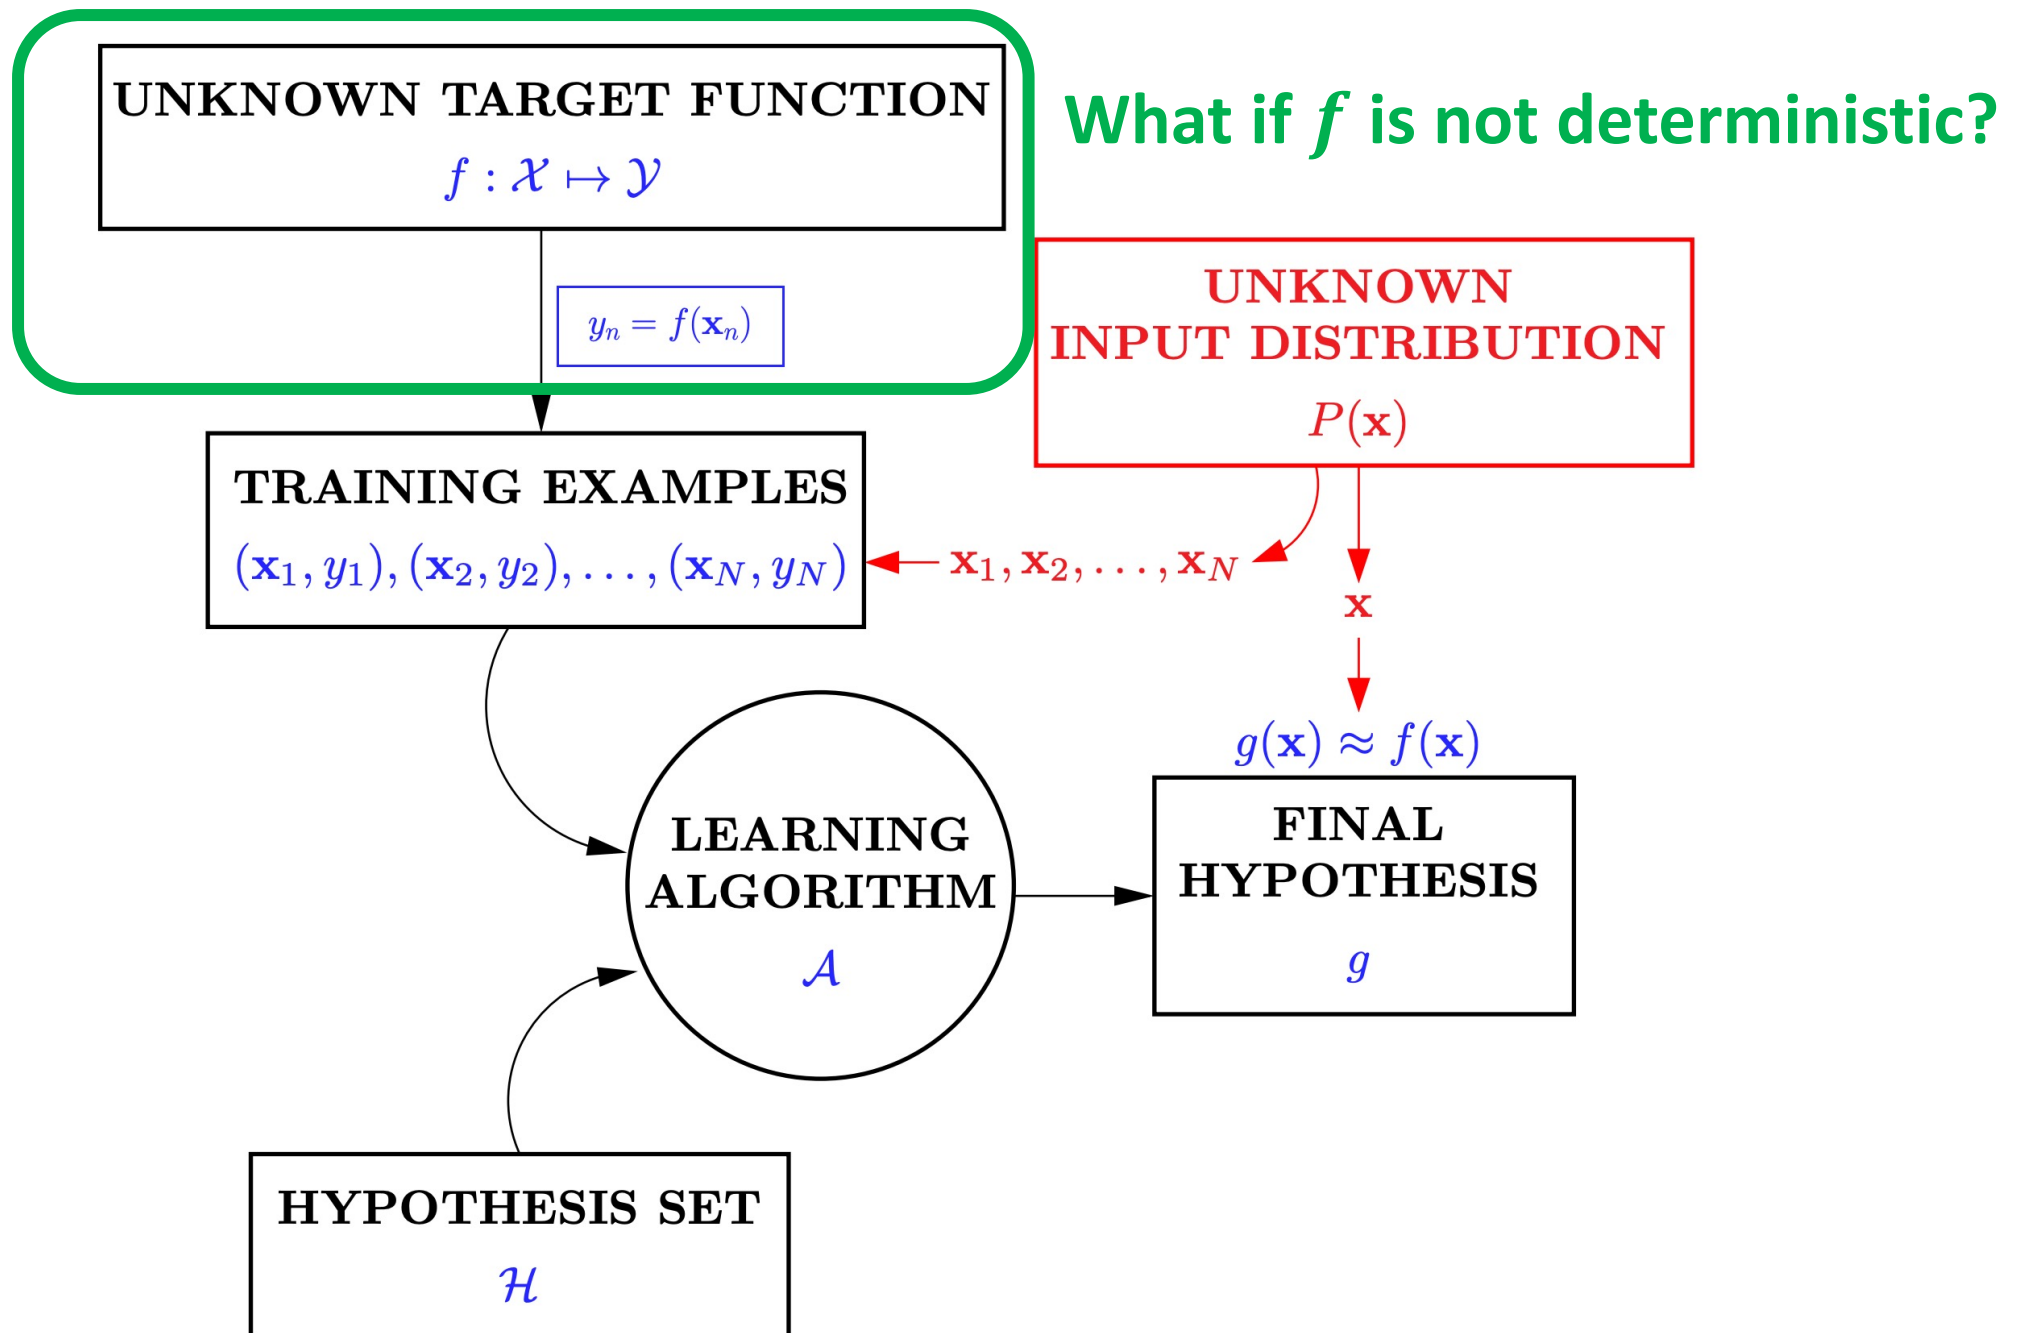 UNKNOWN TARGET FUNCTION
f : 𝒳 ↦ 𝒴
What if f is not deterministic?
yₙ = f(𝐱ₙ)
UNKNOWN
INPUT DISTRIBUTION
P(𝐱)
TRAINING EXAMPLES
(𝐱₁, y₁), (𝐱₂, y₂), . . . , (𝐱_N, y_N)
𝐱₁, 𝐱₂, . . . , 𝐱_N
𝐱
g(𝐱) ≈ f(𝐱)
LEARNING
ALGORITHM
𝒜
FINAL
HYPOTHESIS
g
HYPOTHESIS SET
ℋ